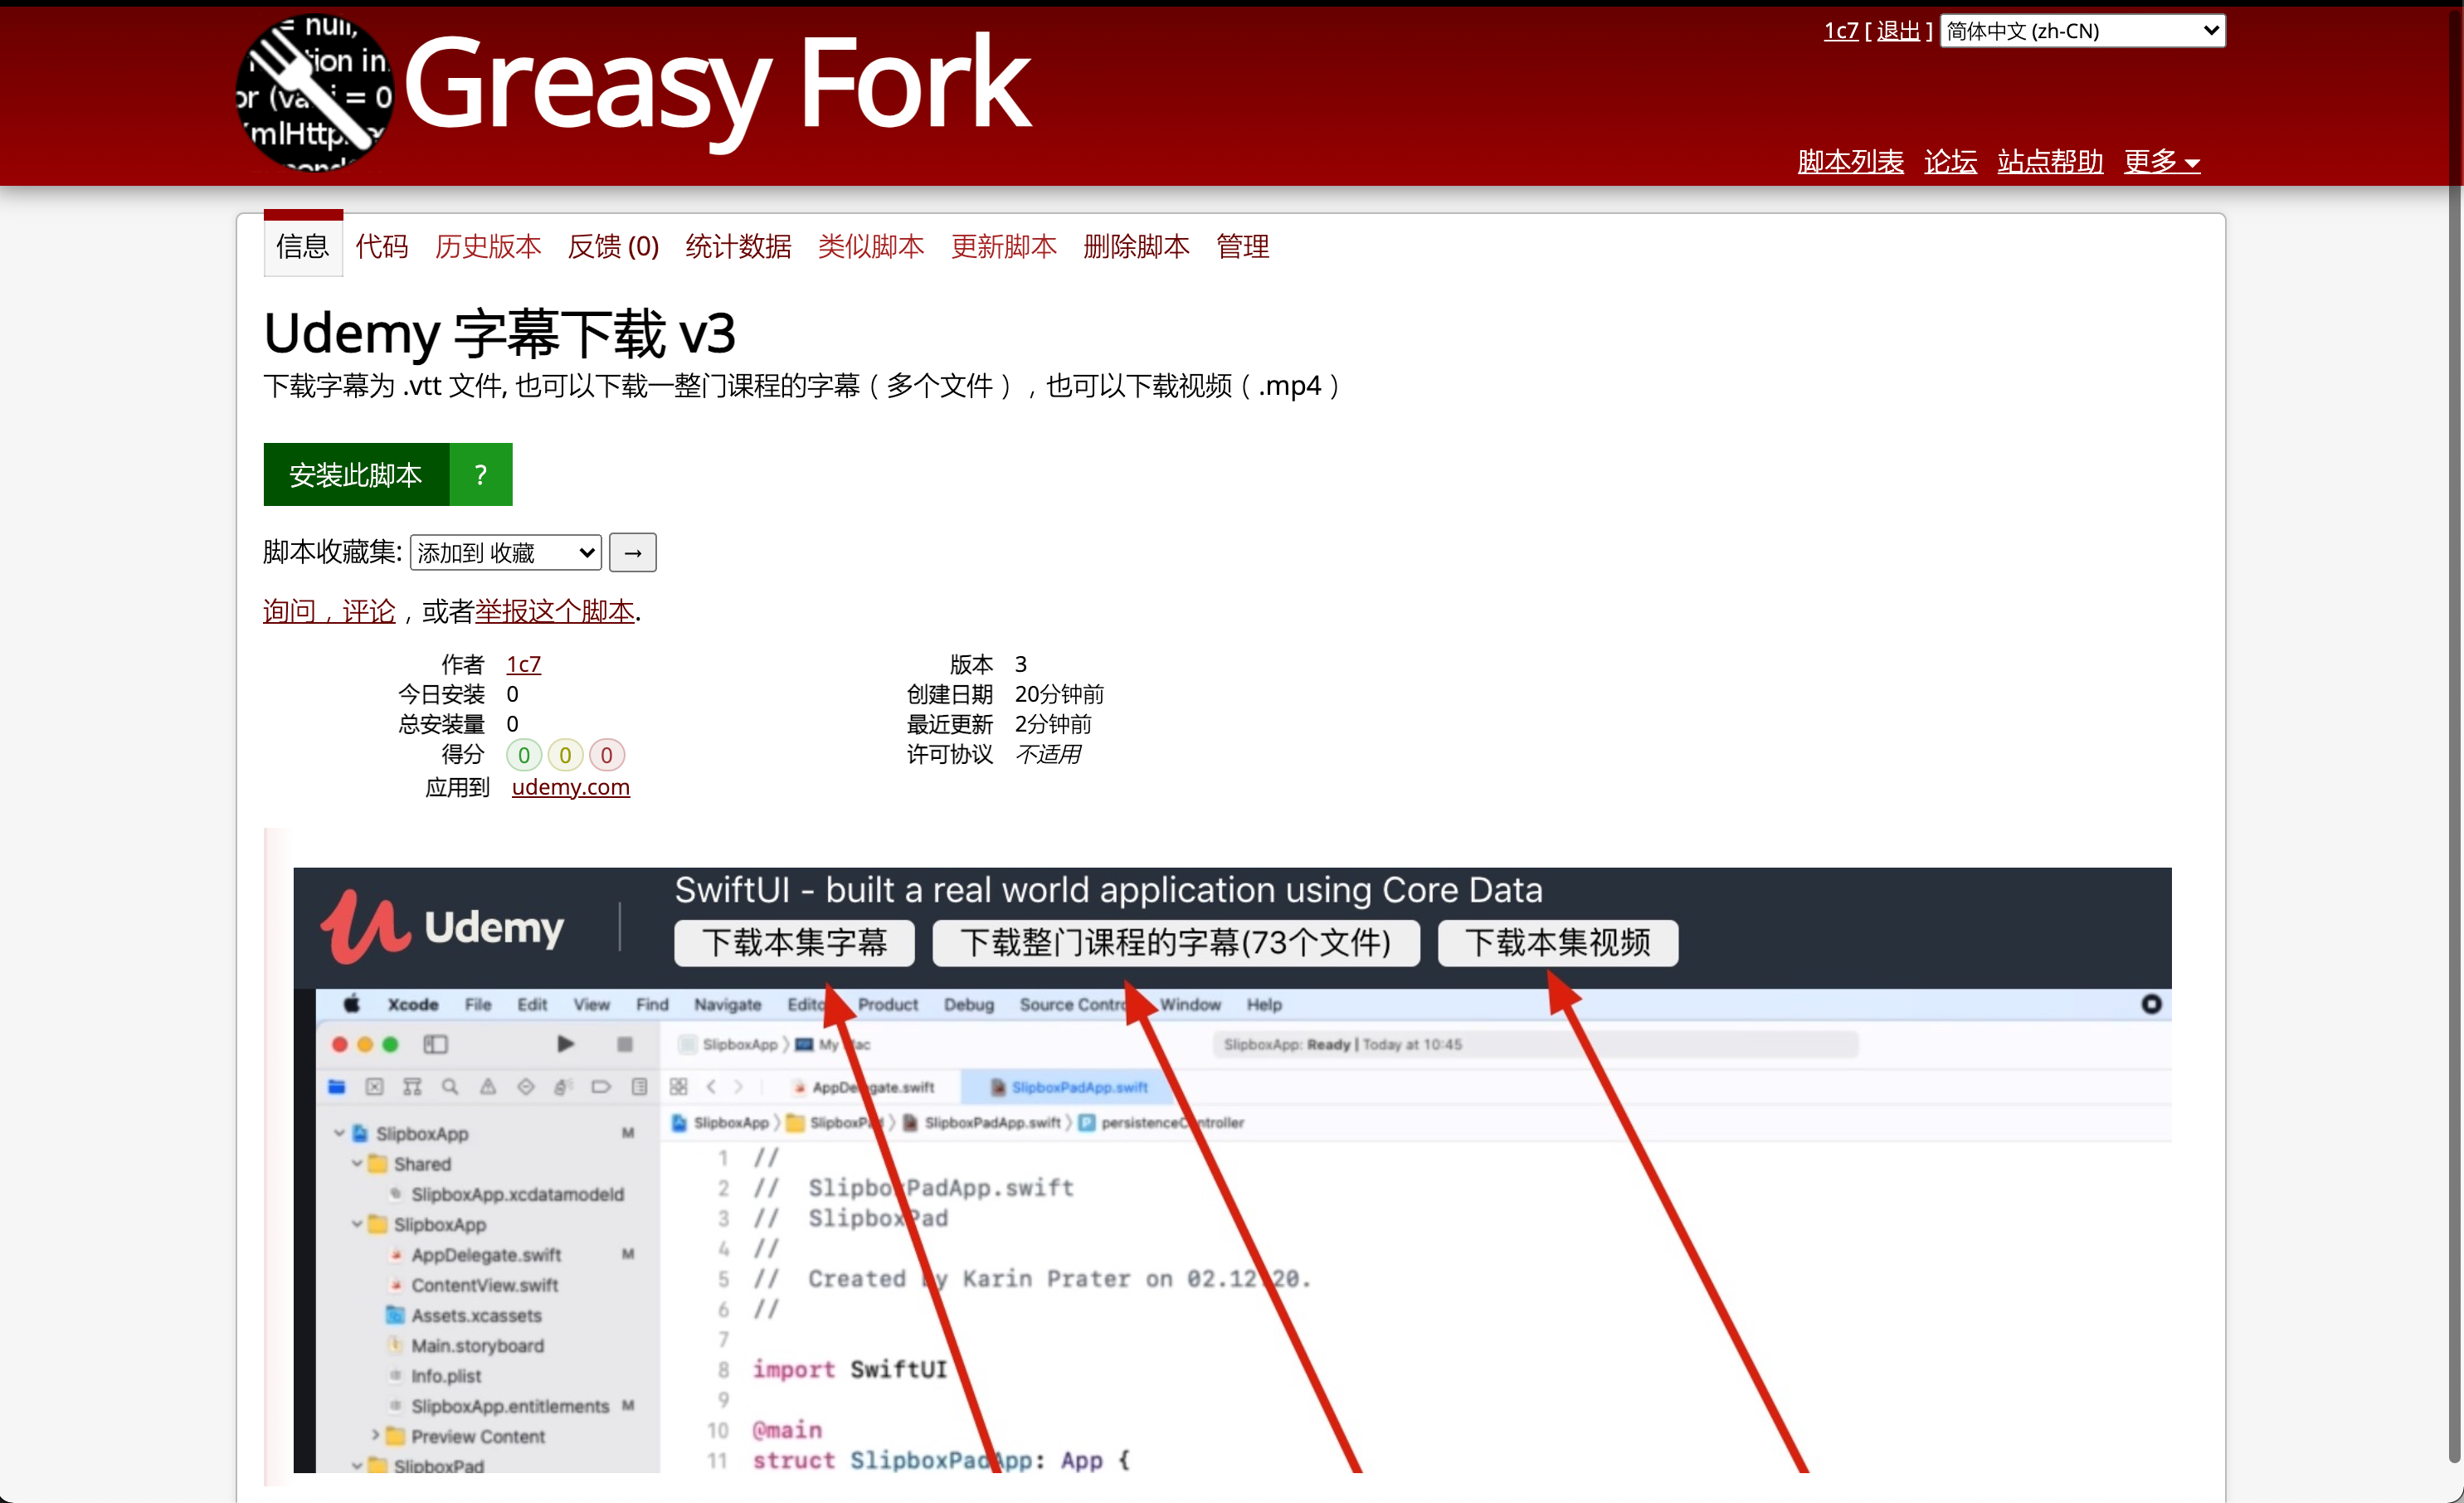 = null,
tion in
or (va i = 0
mlHttp
Greasy Fork
1c7 [ 退出 ] 简体中文 (zh-CN)
脚本列表 论坛 站点帮助 更多
信息 代码 历史版本 反馈 (0) 统计数据 类似脚本 更新脚本 删除脚本 管理
Udemy 字幕下载 v3
下载字幕为 .vtt 文件, 也可以下载一整门课程的字幕（多个文件），也可以下载视频（.mp4）
安装此脚本 ?
脚本收藏集: 添加到 收藏 →
询问，评论，或者举报这个脚本.
作者 1c7 版本 3
今日安装 0 创建日期 20分钟前
总安装量 0 最近更新 2分钟前
得分 0 0 0 许可协议 不适用
应用到 udemy.com
Udemy
SwiftUI - built a real world application using Core Data
下载本集字幕 下载整门课程的字幕(73个文件) 下载本集视频
Xcode File Edit View Find Navigate Editor Product Debug Source Control Window Help
SlipboxApp 〉 My Mac SlipboxApp: Ready | Today at 10:45
AppDelegate.swift SlipboxPadApp.swift
SlipboxApp 〉 SlipboxPad 〉 SlipboxPadApp.swift 〉 P persistenceController
SlipboxApp M
Shared
SlipboxApp.xcdatamodeld
SlipboxApp
AppDelegate.swift M
ContentView.swift
Assets.xcassets
Main.storyboard
Info.plist
SlipboxApp.entitlements M
Preview Content
SlipboxPad
1 //
2 // SlipboxPadApp.swift
3 // SlipboxPad
4 //
5 // Created by Karin Prater on 02.12.20.
6 //
7
8 import SwiftUI
9
10 @main
11 struct SlipboxPadApp: App {